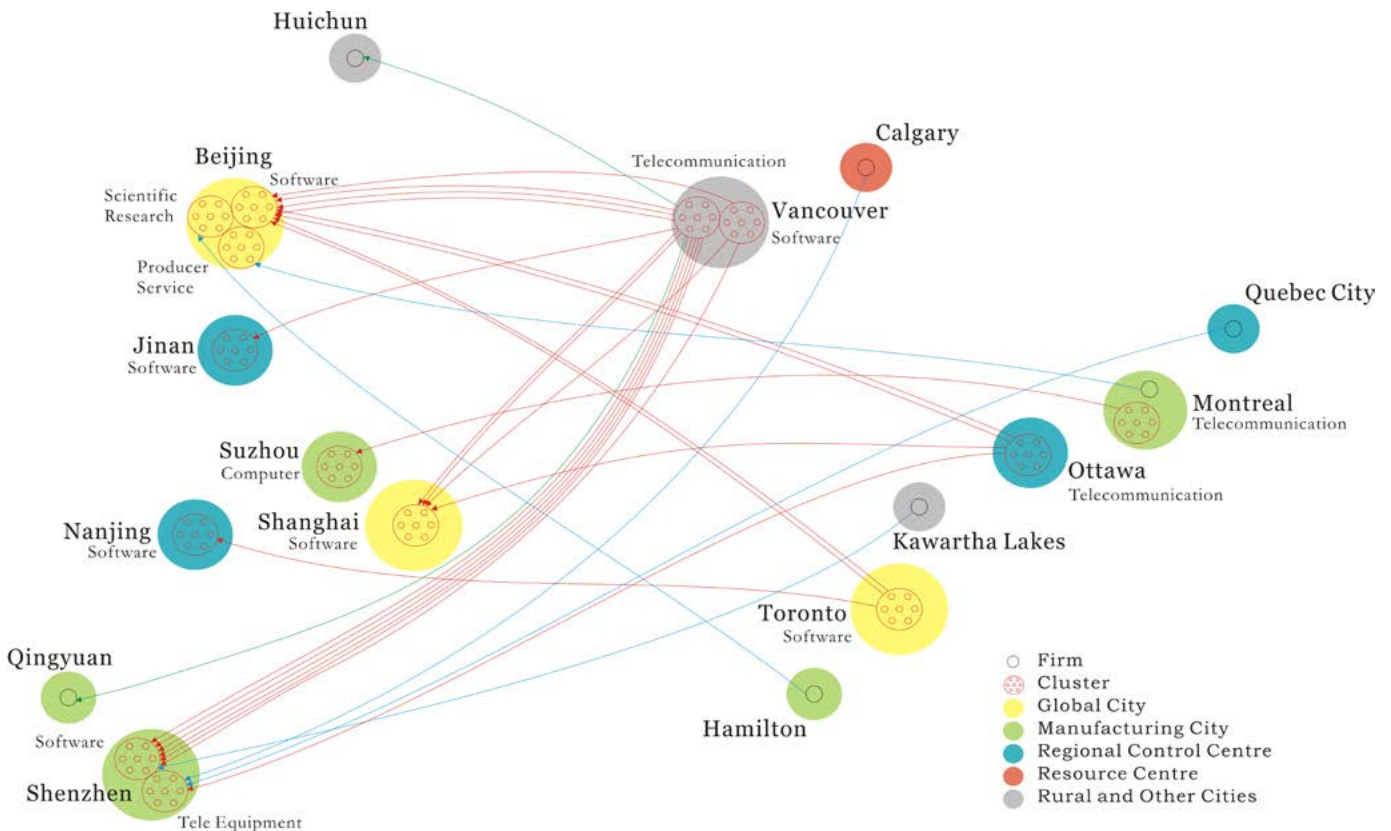 Huichun
Calgary
Beijing
Software
Telecommunication
Scientific
Research
Vancouver
Software
Producer
Service
Quebec City
Jinan
Software
Montreal
Telecommunication
Suzhou
Computer
Ottawa
Telecommunication
Shanghai
Software
Nanjing
Software
Kawartha Lakes
Toronto
Software
Qingyuan
Hamilton
Software
Shenzhen
Tele Equipment
Firm
Cluster
Global City
Manufacturing City
Regional Control Centre
Resource Centre
Rural and Other Cities